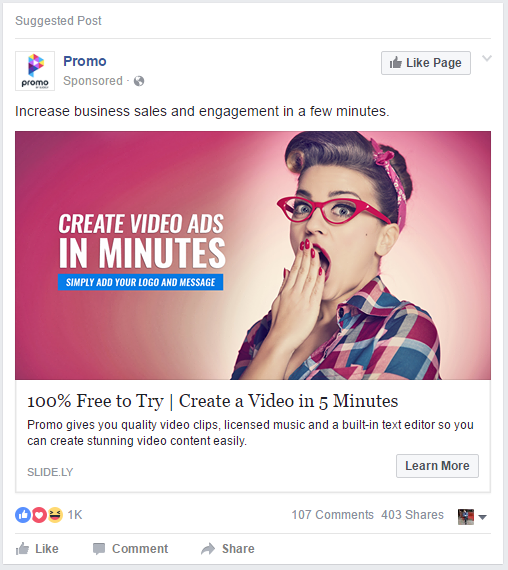 Suggested Post
Promo
promo
Sponsored ·
Like Page
Increase business sales and engagement in a few minutes.
CREATE VIDEO ADS
IN MINUTES
SIMPLY ADD YOUR LOGO AND MESSAGE
100% Free to Try | Create a Video in 5 Minutes
Promo gives you quality video clips, licensed music and a built-in text editor so you
can create stunning video content easily.
SLIDE.LY
Learn More
1K
107 Comments 403 Shares
Like Comment Share